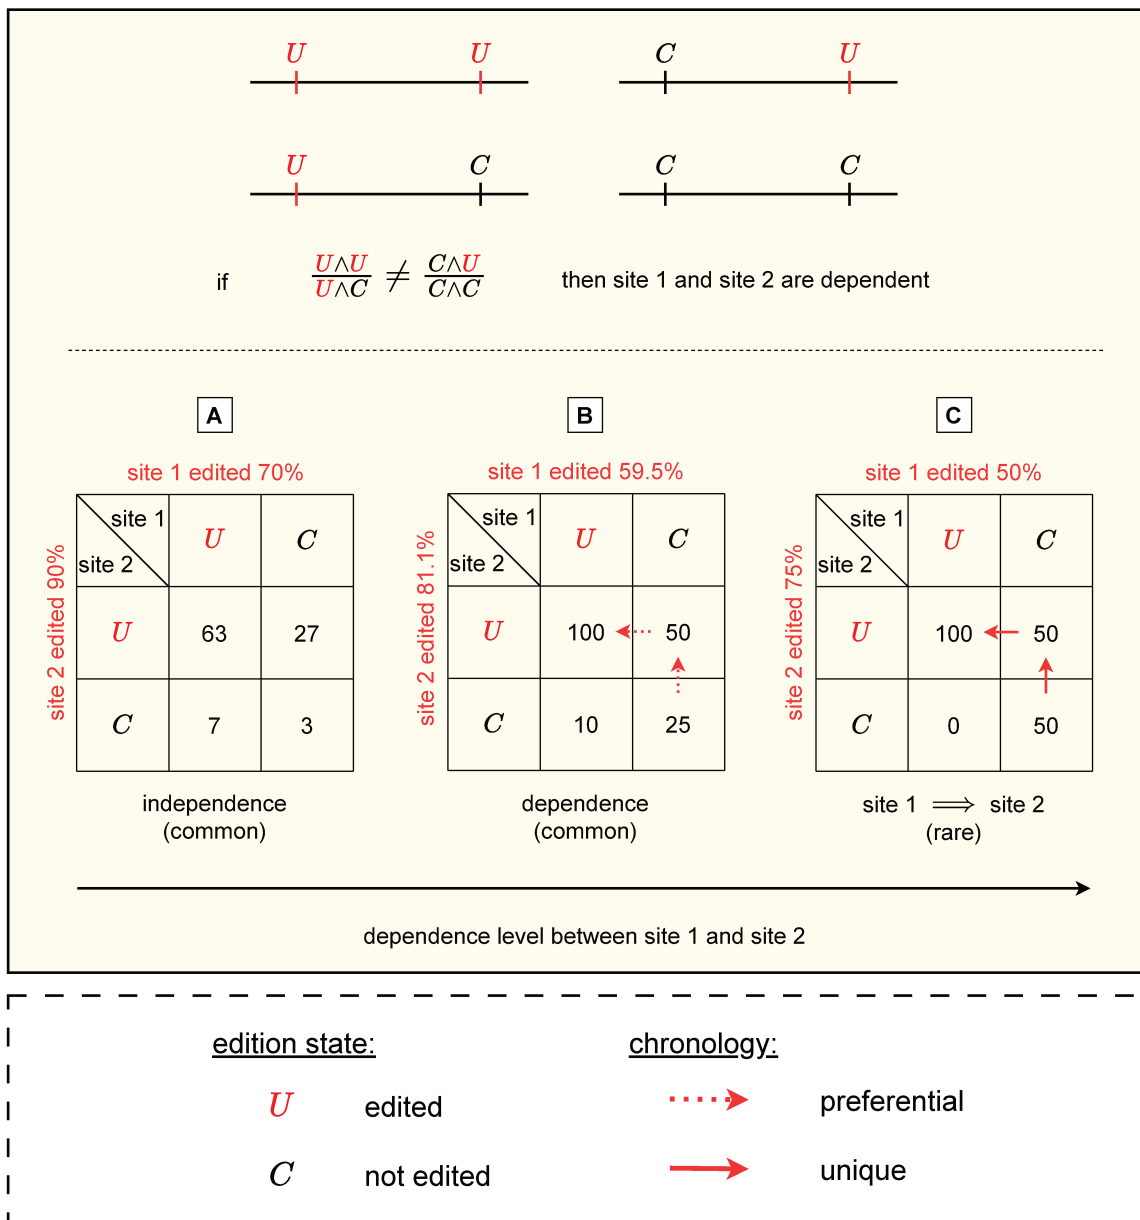 U U C U
U C C C
if U∧U/U∧C ≠ C∧U/C∧C then site 1 and site 2 are dependent
A B C
site 1 edited 70% site 1 edited 59.5% site 1 edited 50%
site 2 edited 90%
site 1
site 2
U C
U 63 27
C 7 3
independence
(common)
site 2 edited 81.1%
site 1
site 2
U C
U 100 50
C 10 25
dependence
(common)
site 2 edited 75%
site 1
site 2
U C
U 100 50
C 0 50
site 1 ⟹ site 2
(rare)
dependence level between site 1 and site 2
edition state: chronology:
U edited preferential
C not edited unique